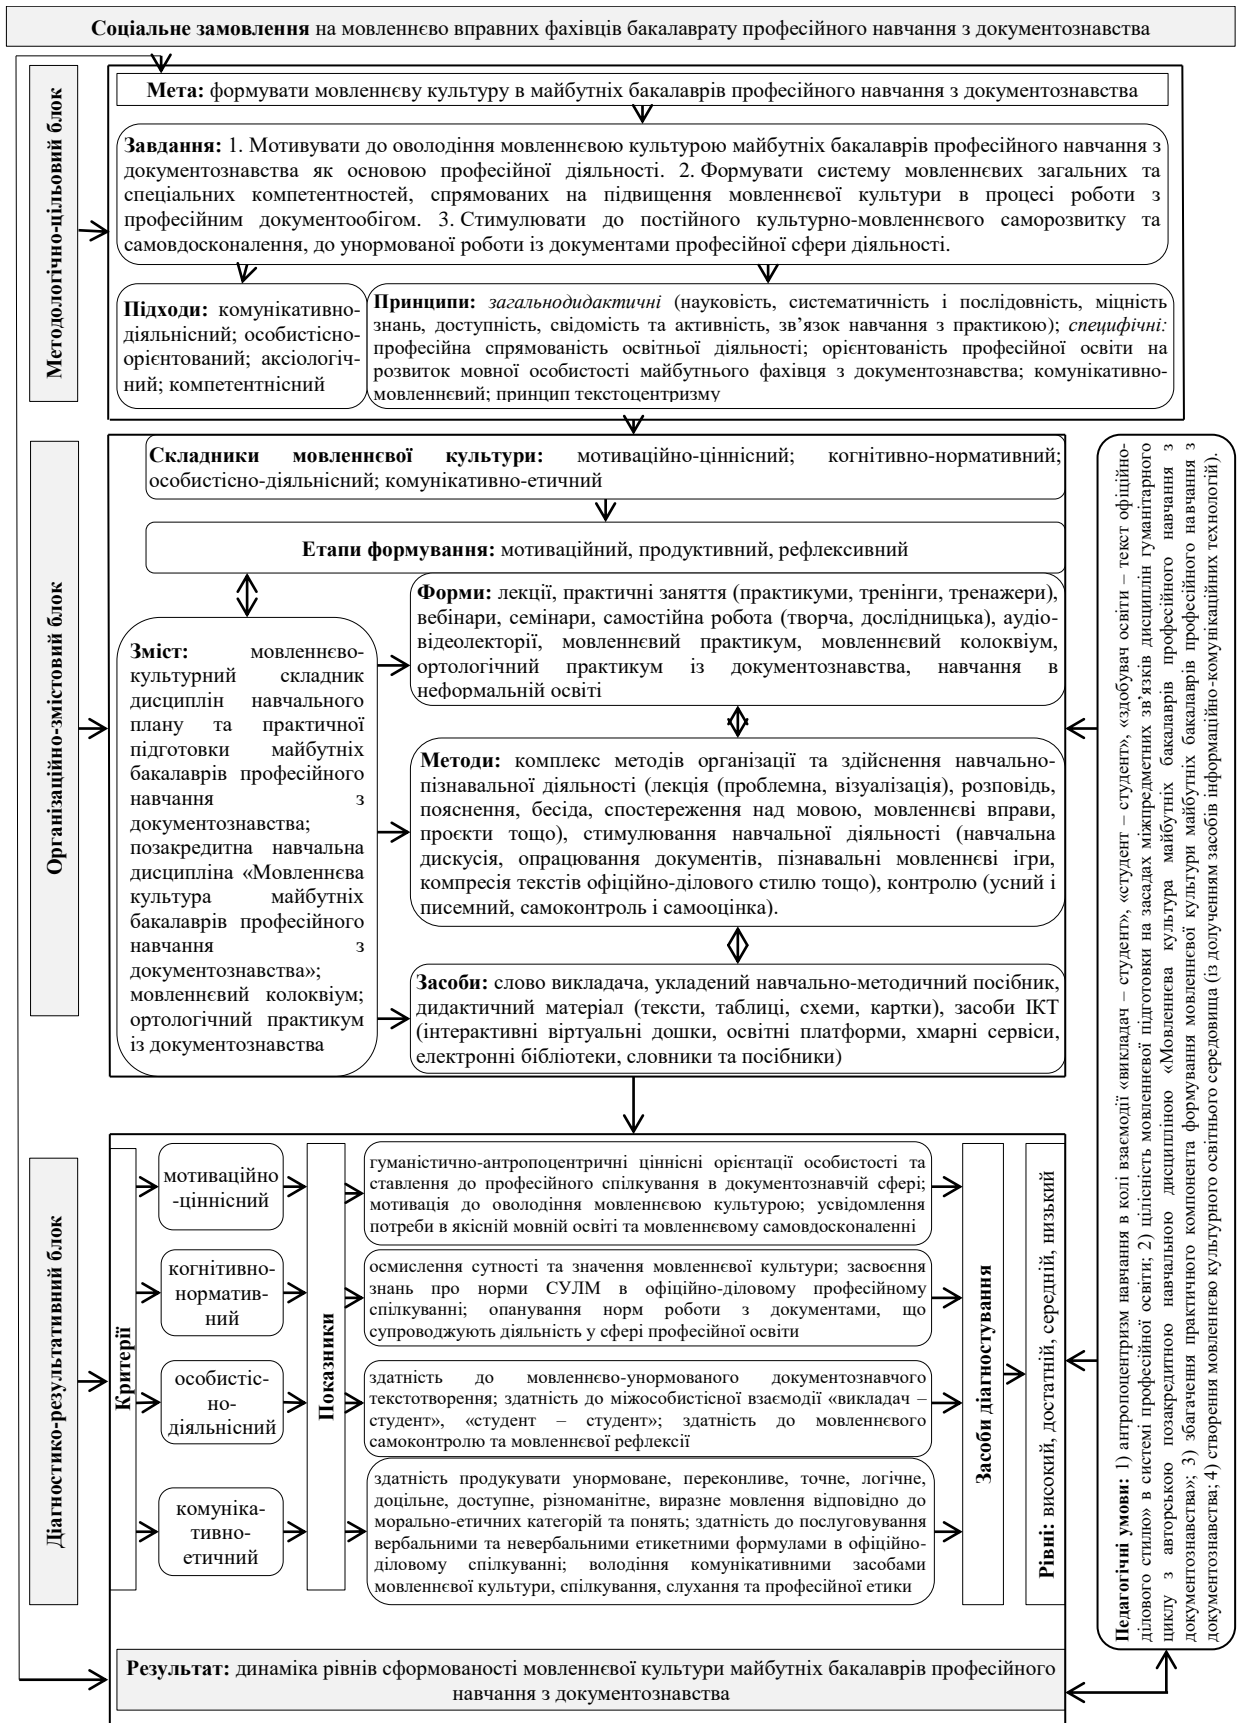 Соціальне замовлення на мовленнєво вправних фахівців бакалаврату професійного навчання з документознавства
Методологічно-цільовий блок
Мета: формувати мовленнєву культуру в майбутніх бакалаврів професійного навчання з документознавства
Завдання: 1. Мотивувати до оволодіння мовленнєвою культурою майбутніх бакалаврів професійного навчання з
документознавства як основою професійної діяльності. 2. Формувати систему мовленнєвих загальних та
спеціальних компетентностей, спрямованих на підвищення мовленнєвої культури в процесі роботи з
професійним документообігом. 3. Стимулювати до постійного культурно-мовленнєвого саморозвитку та
самовдосконалення, до унормованої роботи із документами професійної сфери діяльності.
Підходи: комунікативно-
діяльнісний; особистісно-
орієнтований; аксіологіч-
ний; компетентнісний
Принципи: загальнодидактичні (науковість, систематичність і послідовність, міцність
знань, доступність, свідомість та активність, зв’язок навчання з практикою); специфічні:
професійна спрямованість освітньої діяльності; орієнтованість професійної освіти на
розвиток мовної особистості майбутнього фахівця з документознавства; комунікативно-
мовленнєвий; принцип текстоцентризму
Організаційно-змістовий блок
Складники мовленнєвої культури: мотиваційно-ціннісний; когнітивно-нормативний;
особистісно-діяльнісний; комунікативно-етичний
Етапи формування: мотиваційний, продуктивний, рефлексивний
Зміст: мовленнєво-
культурний складник
дисциплін навчального
плану та практичної
підготовки майбутніх
бакалаврів професійного
навчання з
документознавства;
позакредитна навчальна
дисципліна «Мовленнєва
культура майбутніх
бакалаврів професійного
навчання з
документознавства»;
мовленнєвий колоквіум;
ортологічний практикум
із документознавства
Форми: лекції, практичні заняття (практикуми, тренінги, тренажери),
вебінари, семінари, самостійна робота (творча, дослідницька), аудіо-
відеолекторії, мовленнєвий практикум, мовленнєвий колоквіум,
ортологічний практикум із документознавства, навчання в
неформальній освіті
Методи: комплекс методів організації та здійснення навчально-
пізнавальної діяльності (лекція (проблемна, візуалізація), розповідь,
пояснення, бесіда, спостереження над мовою, мовленнєві вправи,
проєкти тощо), стимулювання навчальної діяльності (навчальна
дискусія, опрацювання документів, пізнавальні мовленнєві ігри,
компресія текстів офіційно-ділового стилю тощо), контролю (усний і
писемний, самоконтроль і самооцінка).
Засоби: слово викладача, укладений навчально-методичний посібник,
дидактичний матеріал (тексти, таблиці, схеми, картки), засоби ІКТ
(інтерактивні віртуальні дошки, освітні платформи, хмарні сервіси,
електронні бібліотеки, словники та посібники)
Педагогічні умови: 1) антропоцентризм навчання в колі взаємодії «викладач – студент», «студент – студент», «здобувач освіти – текст офіційно-
ділового стилю» в системі професійної освіти; 2) цілісність мовленнєвої підготовки на засадах міжпредметних зв’язків дисциплін гуманітарного
циклу з авторською позакредитною навчальною дисципліною «Мовленнєва культура майбутніх бакалаврів професійного навчання з
документознавства»; 3) збагачення практичного компонента формування мовленнєвої культури майбутніх бакалаврів професійного навчання з
документознавства; 4) створення мовленнєво культурного освітнього середовища (із долученням засобів інформаційно-комунікаційних технологій).
Діагностико-результативний блок
Критерії
мотиваційно
-ціннісний
когнітивно-
норматив-
ний
особистіс-
но-
діяльнісний
комуніка-
тивно-
етичний
Показники
гуманістично-антропоцентричні ціннісні орієнтації особистості та
ставлення до професійного спілкування в документознавчій сфері;
мотивація до оволодіння мовленнєвою культурою; усвідомлення
потреби в якісній мовній освіті та мовленнєвому самовдосконаленні
осмислення сутності та значення мовленнєвої культури; засвоєння
знань про норми СУЛМ в офіційно-діловому професійному
спілкуванні; опанування норм роботи з документами, що
супроводжують діяльність у сфері професійної освіти
здатність до мовленнєво-унормованого документознавчого
текстотворення; здатність до міжособистісної взаємодії «викладач –
студент», «студент – студент»; здатність до мовленнєвого
самоконтролю та мовленнєвої рефлексії
здатність продукувати унормоване, переконливе, точне, логічне,
доцільне, доступне, різноманітне, виразне мовлення відповідно до
морально-етичних категорій та понять; здатність до послуговування
вербальними та невербальними етикетними формулами в офіційно-
діловому спілкуванні; володіння комунікативними засобами
мовленнєвої культури, спілкування, слухання та професійної етики
Засоби діагностування
Рівні: високий, достатній, середній, низький
Результат: динаміка рівнів сформованості мовленнєвої культури майбутніх бакалаврів професійного
навчання з документознавства